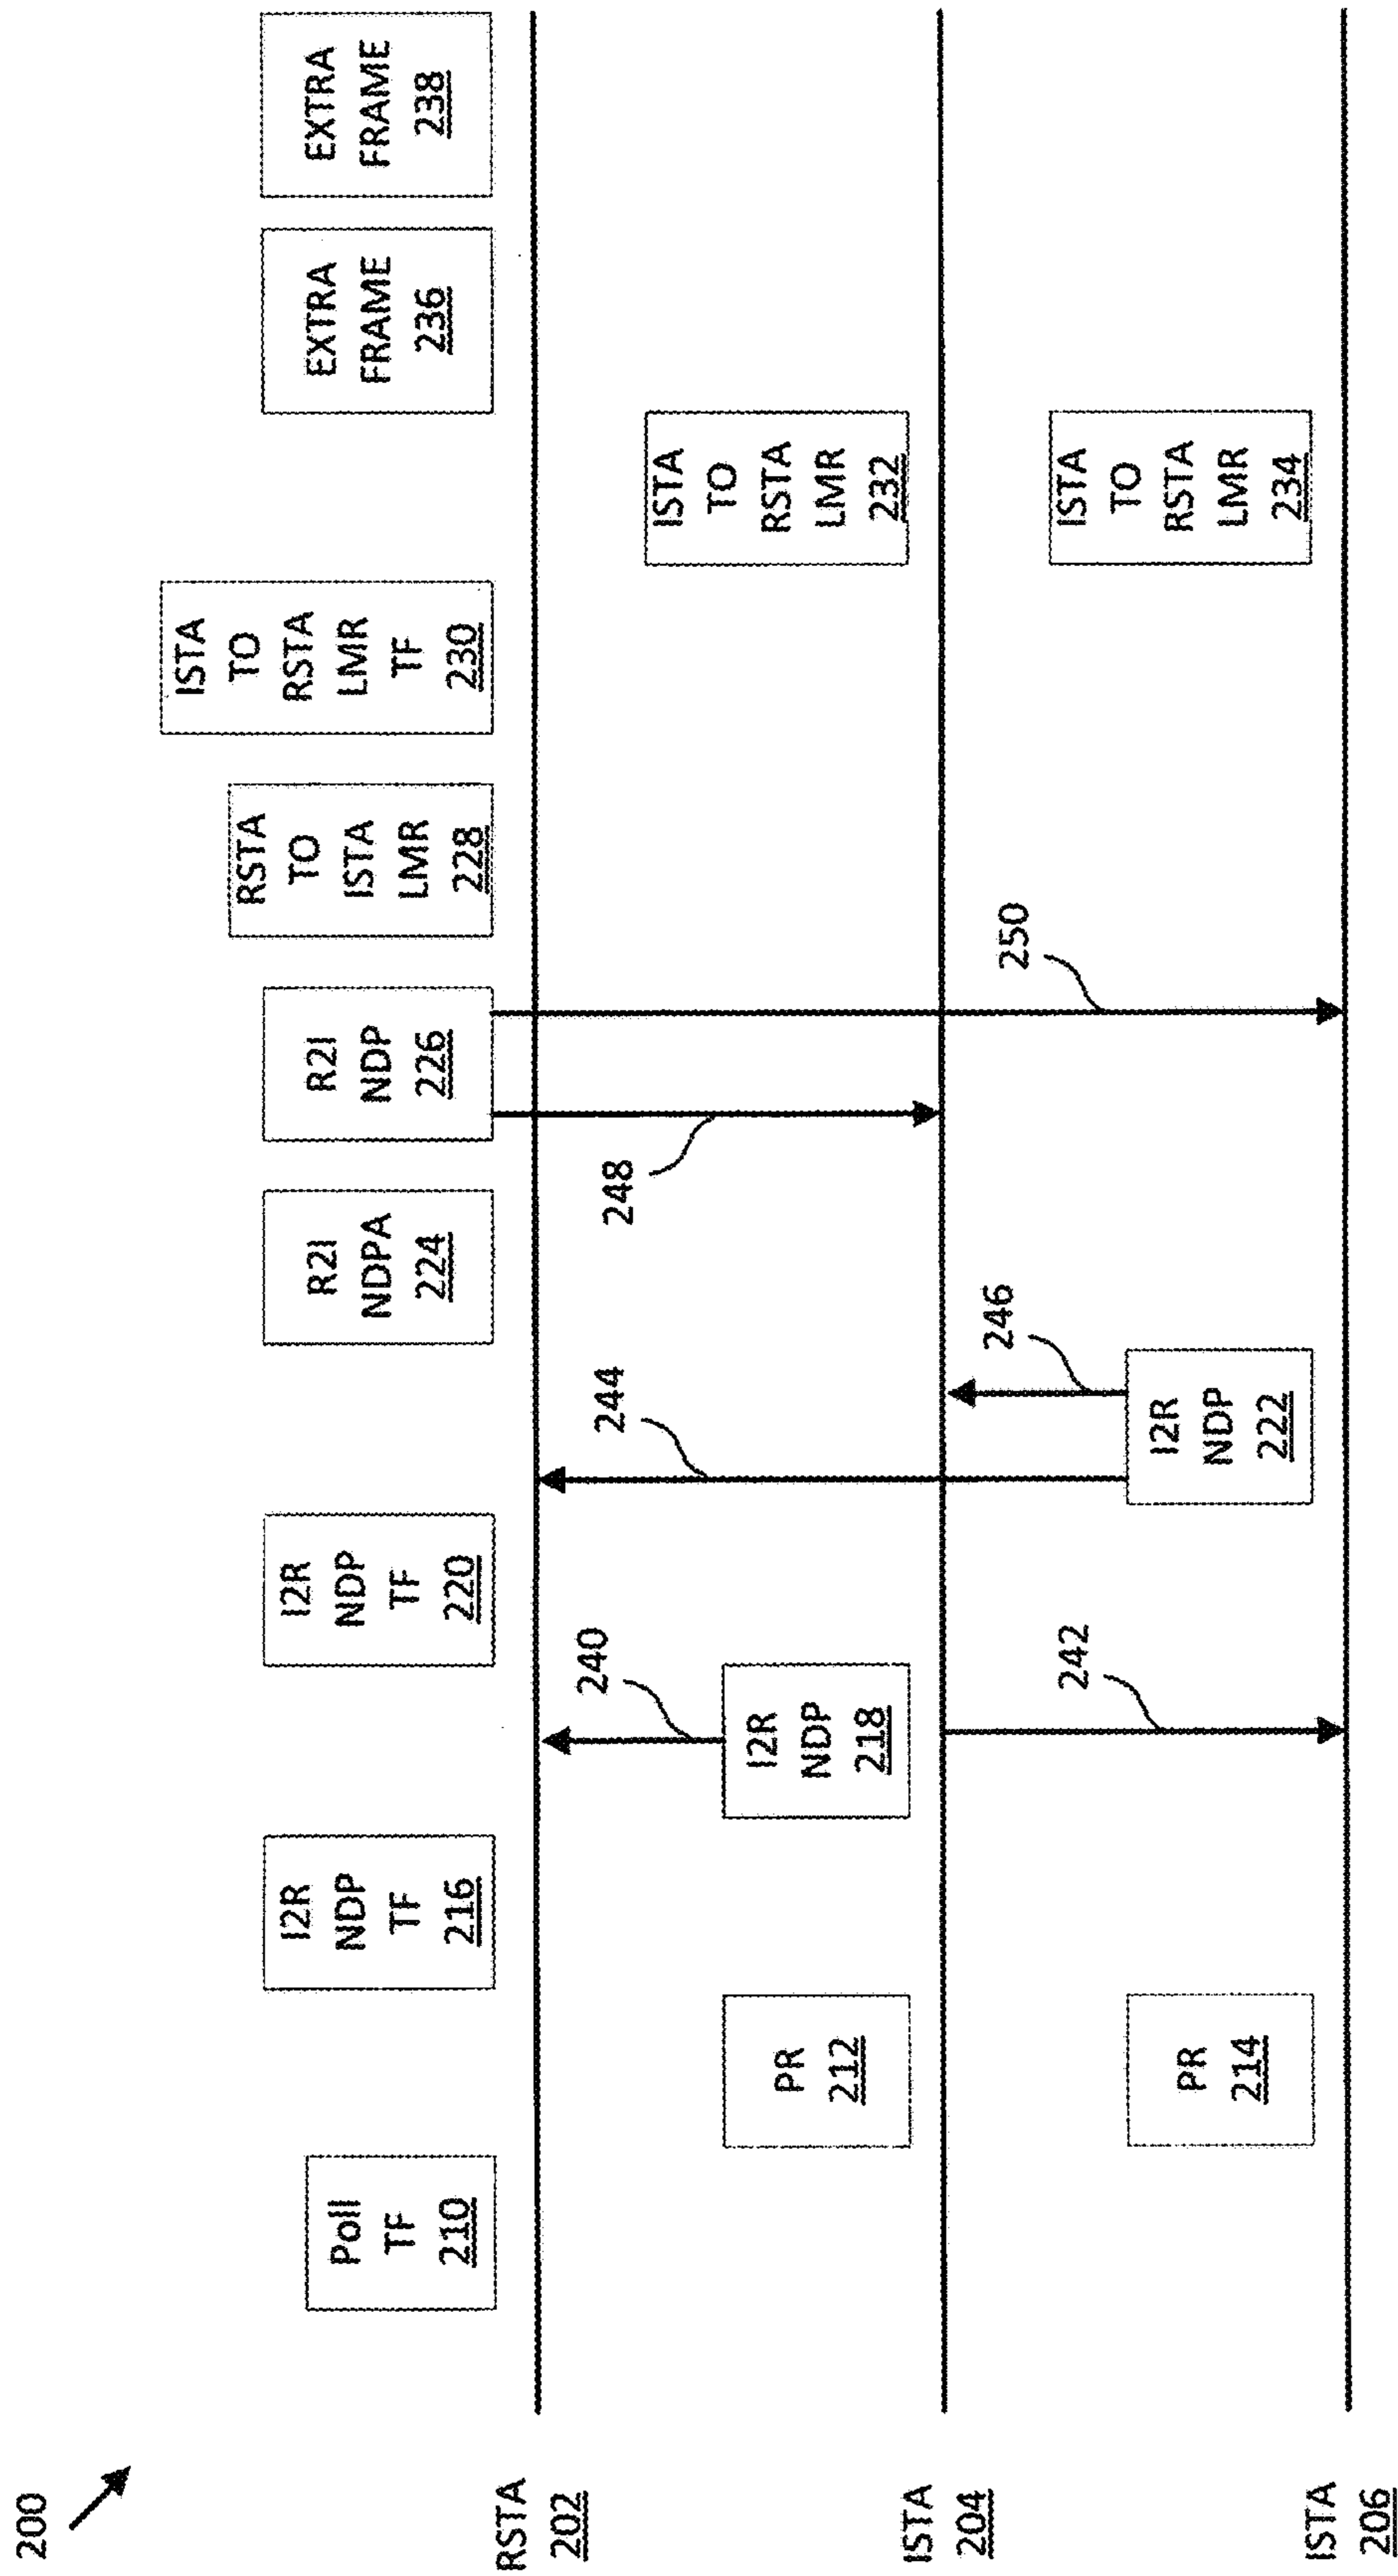 200
RSTA
202
Poll
TF
210
I2R
NDP
TF
216
I2R
NDP
TF
220
R2I
NDPA
224
R2I
NDP
226
RSTA
TO
ISTA
LMR
228
ISTA
TO
RSTA
LMR
TF
230
EXTRA
FRAME
236
EXTRA
FRAME
238
ISTA
204
PR
212
I2R
NDP
218
240
244
248
ISTA
TO
RSTA
LMR
232
ISTA
206
PR
214
242
I2R
NDP
222
246
250
ISTA
TO
RSTA
LMR
234